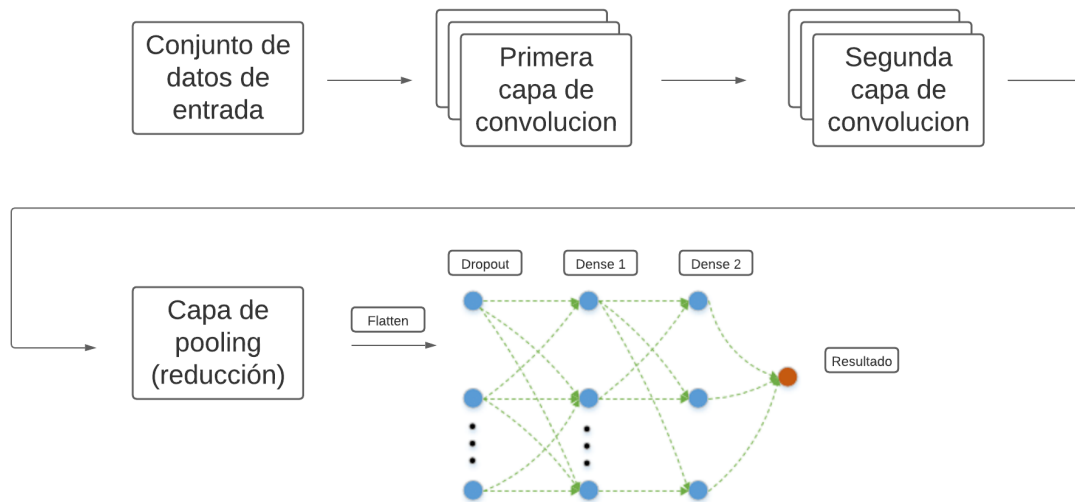 Conjunto de
datos de
entrada
Primera
capa de
convolucion
Segunda
capa de
convolucion
Capa de
pooling
(reducción)
Flatten
Dropout
Dense 1
Dense 2
Resultado